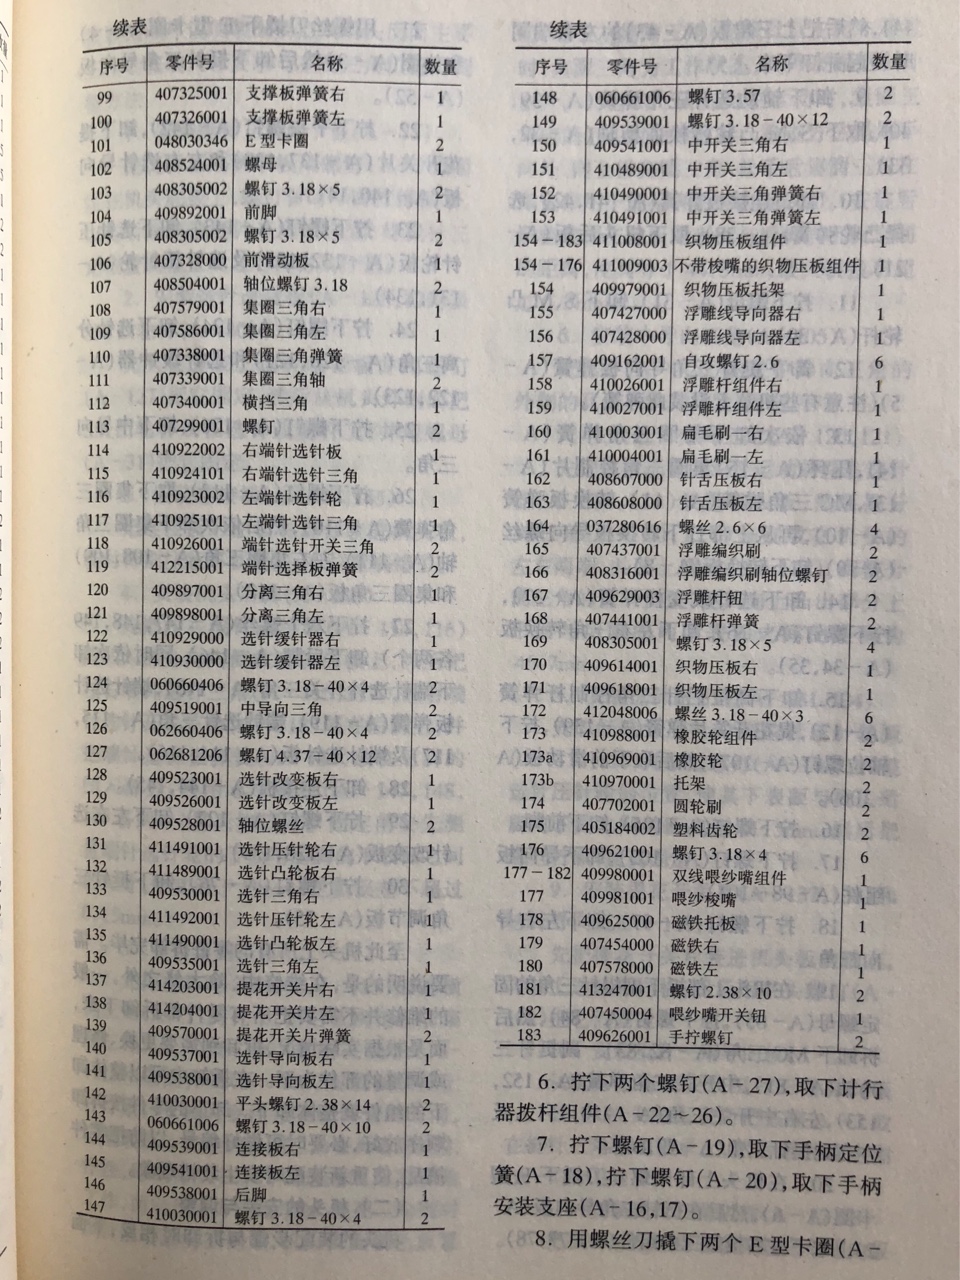 续表
序号 零件号 名称 数量
99 407325001 支撑板弹簧右 1
100 407326001 支撑板弹簧左 1
101 048030346 E型卡圈 2
102 408524001 螺母 1
103 408305002 螺钉3.18×5 2
104 409892001 前脚 1
105 408305002 螺钉3.18×5 2
106 407328000 前滑动板 1
107 408504001 轴位螺钉3.18 2
108 407579001 集圈三角右 1
109 407586001 集圈三角左 1
110 407338001 集圈三角弹簧 2
111 407339001 集圈三角轴 2
112 407340001 横挡三角 1
113 407299001 螺钉 2
114 410922002 右端针选针板 1
115 410924101 右端针选针三角 1
116 410923002 左端针选针轮 1
117 410925101 左端针选针三角 1
118 410926001 端针选针开关三角 2
119 412215001 端针选择板弹簧 2
120 409897001 分离三角右 1
121 409898001 分离三角左 1
122 410929000 选针缓针器右 1
123 410930000 选针缓针器左 1
124 060660406 螺钉3.18-40×4 2
125 409519001 中导向三角 2
126 062660406 螺钉3.18-40×4 2
127 062681206 螺钉4.37-40×12 2
128 409523001 选针改变板右 1
129 409526001 选针改变板左 1
130 409528001 轴位螺丝 2
131 411491001 选针压针轮右 1
132 411489001 选针凸轮板右 1
133 409530001 选针三角右 1
134 411492001 选针压针轮左 1
135 411490001 选针凸轮板左 1
136 409535001 选针三角左 1
137 414203001 提花开关片右 1
138 414204001 提花开关片左 1
139 409570001 提花开关片弹簧 2
140 409537001 选针导向板右 1
141 409538001 选针导向板左 1
142 410030001 平头螺钉2.38×14 2
143 060661006 螺钉3.18-40×10 2
144 409539001 连接板右 1
145 409541001 连接板左 1
146 409538001 后脚 1
147 410030001 螺钉3.18-40×4 2
续表
序号 零件号 名称 数量
148 060661006 螺钉3.57 2
149 409539001 螺钉3.18-40×12 2
150 409541001 中开关三角右 1
151 410489001 中开关三角左 1
152 410490001 中开关三角弹簧右 1
153 410491001 中开关三角弹簧左 1
154-183 411008001 织物压板组件 1
154-176 411009003 不带梭嘴的织物压板组件 1
154 409979001 织物压板托架 1
155 407427000 浮雕线导向器右 1
156 407428000 浮雕线导向器左 1
157 409162001 自攻螺钉2.6 6
158 410026001 浮雕杆组件右 1
159 410027001 浮雕杆组件左 1
160 410003001 扁毛刷一右 1
161 410004001 扁毛刷一左 1
162 408607000 针舌压板右 1
163 408608000 针舌压板左 1
164 037280616 螺丝2.6×6 4
165 407437001 浮雕编织刷 2
166 408316001 浮雕编织刷轴位螺钉 2
167 409629003 浮雕杆钮 2
168 407441001 浮雕杆弹簧 2
169 408305001 螺钉3.18×5 4
170 409614001 织物压板右 1
171 409618001 织物压板左 1
172 412048006 螺丝3.18-40×3 6
173 410988001 橡胶轮组件 2
173a 410969001 橡胶轮 2
173b 410970001 托架 2
174 407702001 圆轮刷 2
175 405184002 塑料齿轮 2
176 409621001 螺钉3.18×4 6
177-182 409980001 双线喂纱嘴组件 1
177 409981001 喂纱梭嘴 1
178 409625000 磁铁托板 1
179 407454000 磁铁右 1
180 407578000 磁铁左 1
181 413247001 螺钉2.38×10 2
182 407450004 喂纱嘴开关钮 1
183 409626001 手拧螺钉 2
6. 拧下两个螺钉(A-27),取下计行
器拨杆组件(A-22~26)。
7. 拧下螺钉(A-19),取下手柄定位
簧(A-18),拧下螺钉(A-20),取下手柄
安装支座(A-16,17)。
8. 用螺丝刀撬下两个E型卡圈(A-